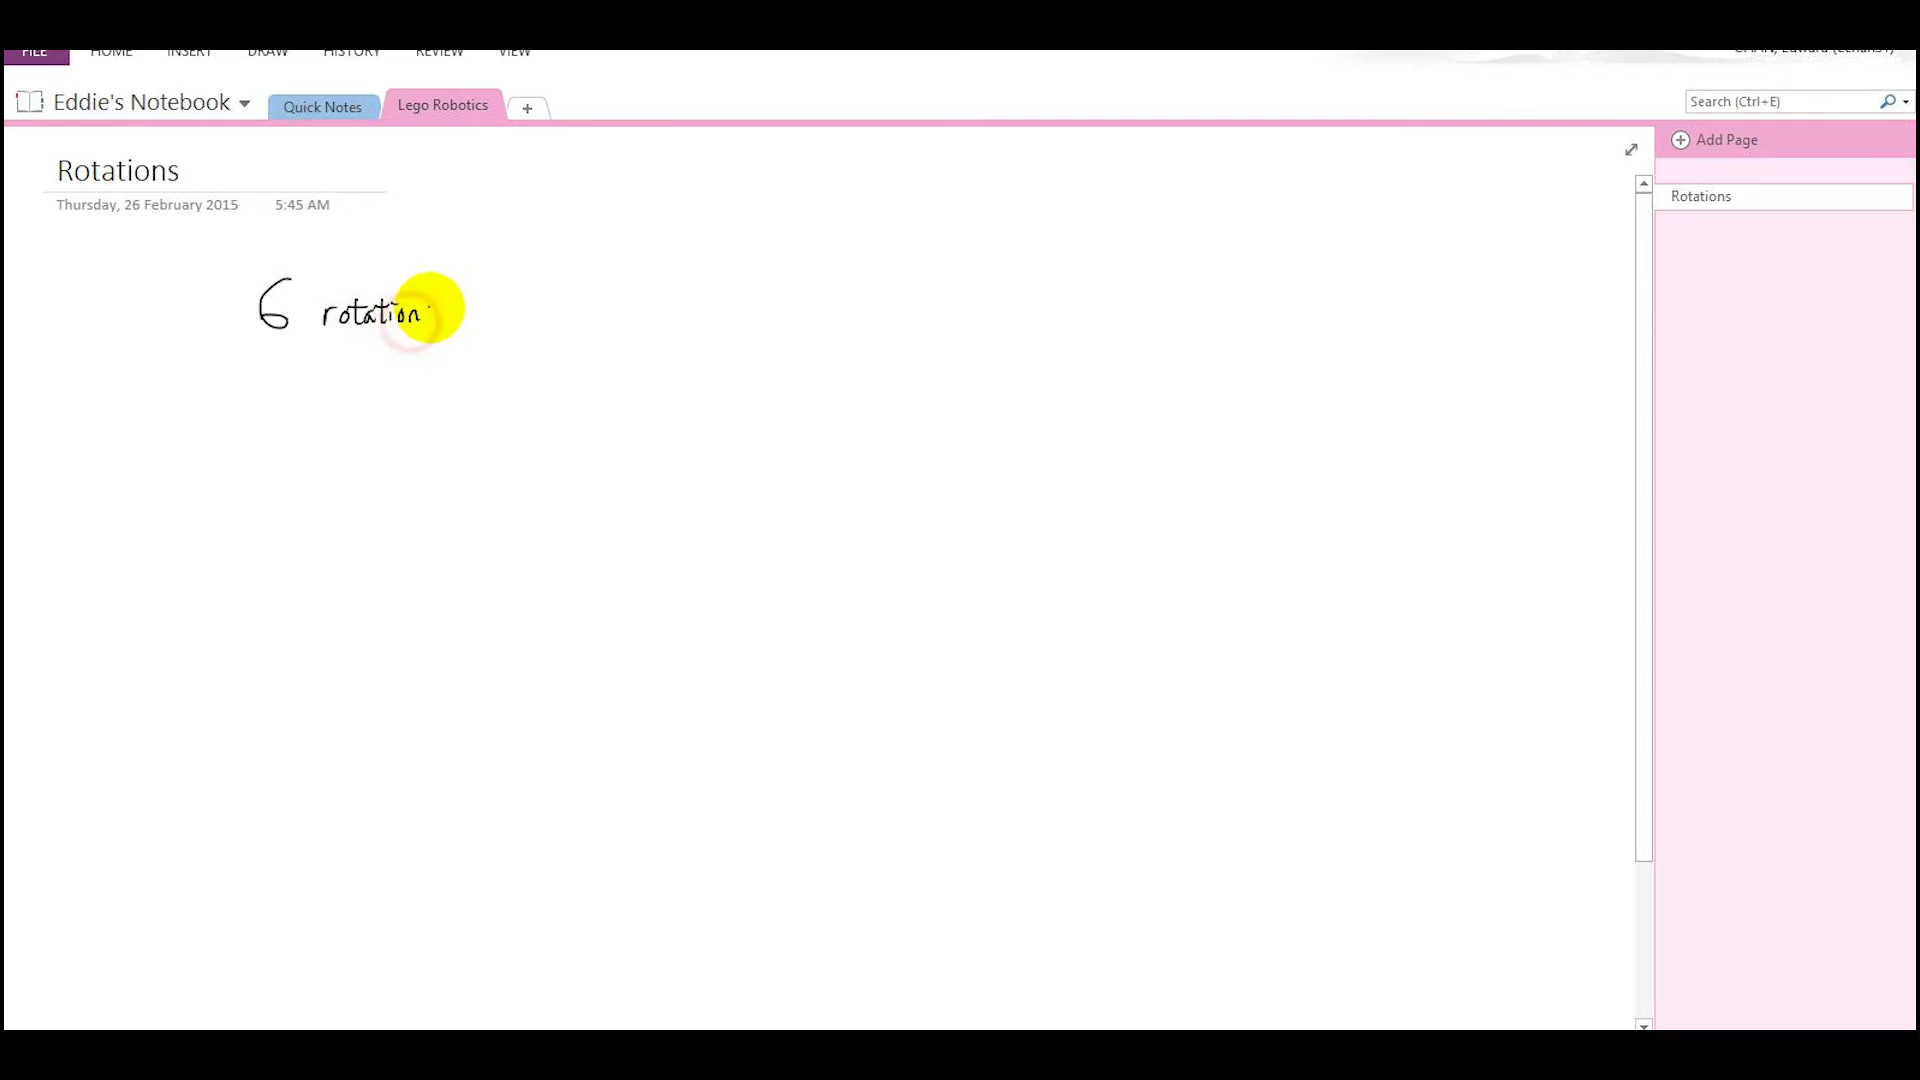 FILE HOME INSERT DRAW HISTORY REVIEW VIEW
Eddie's Notebook Quick Notes Lego Robotics + Search (Ctrl+E)
Add Page
Rotations
Thursday, 26 February 2015 5:45 AM
Rotations
6 rotation